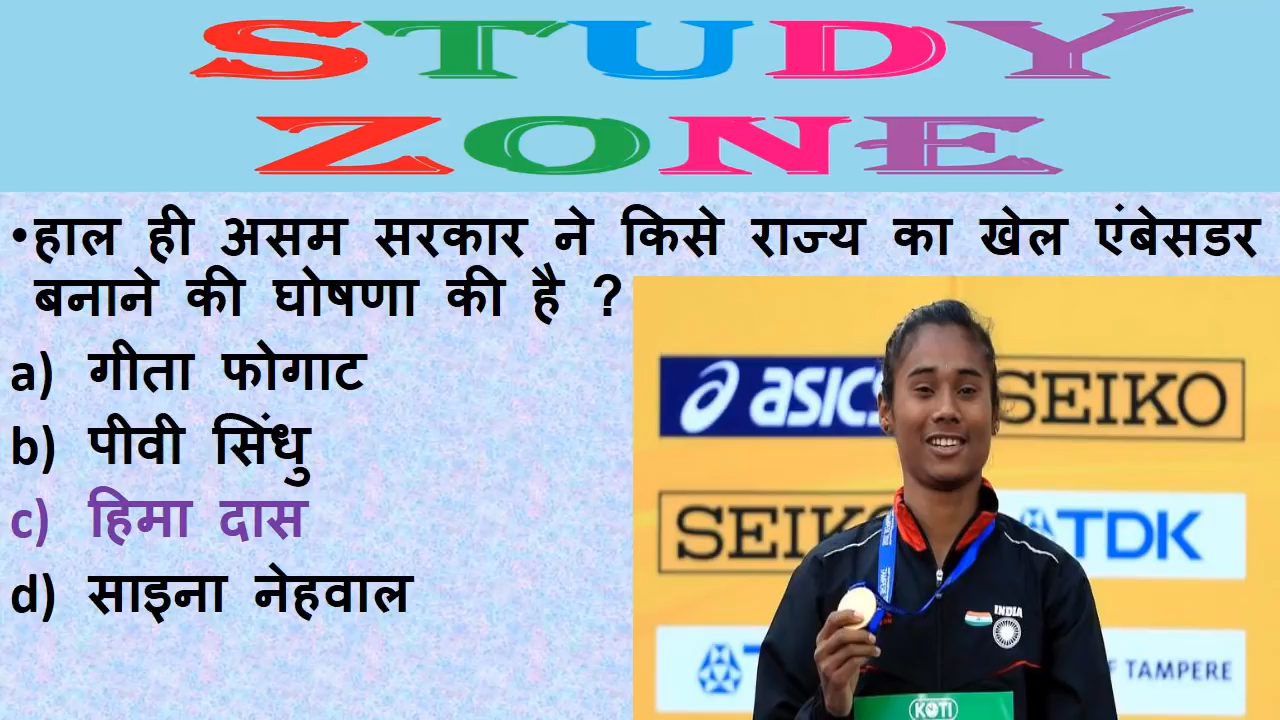 STUDY
ZONE
•हाल ही असम सरकार ने किसे राज्य का खेल एंबेसडर
बनाने की घोषणा की है ?
a) गीता फोगाट
b) पीवी सिंधु
c) हिमा दास
d) साइना नेहवाल
asics SEIKO
SEIKO TDK
INDIA
F TAMPERE
KOTI